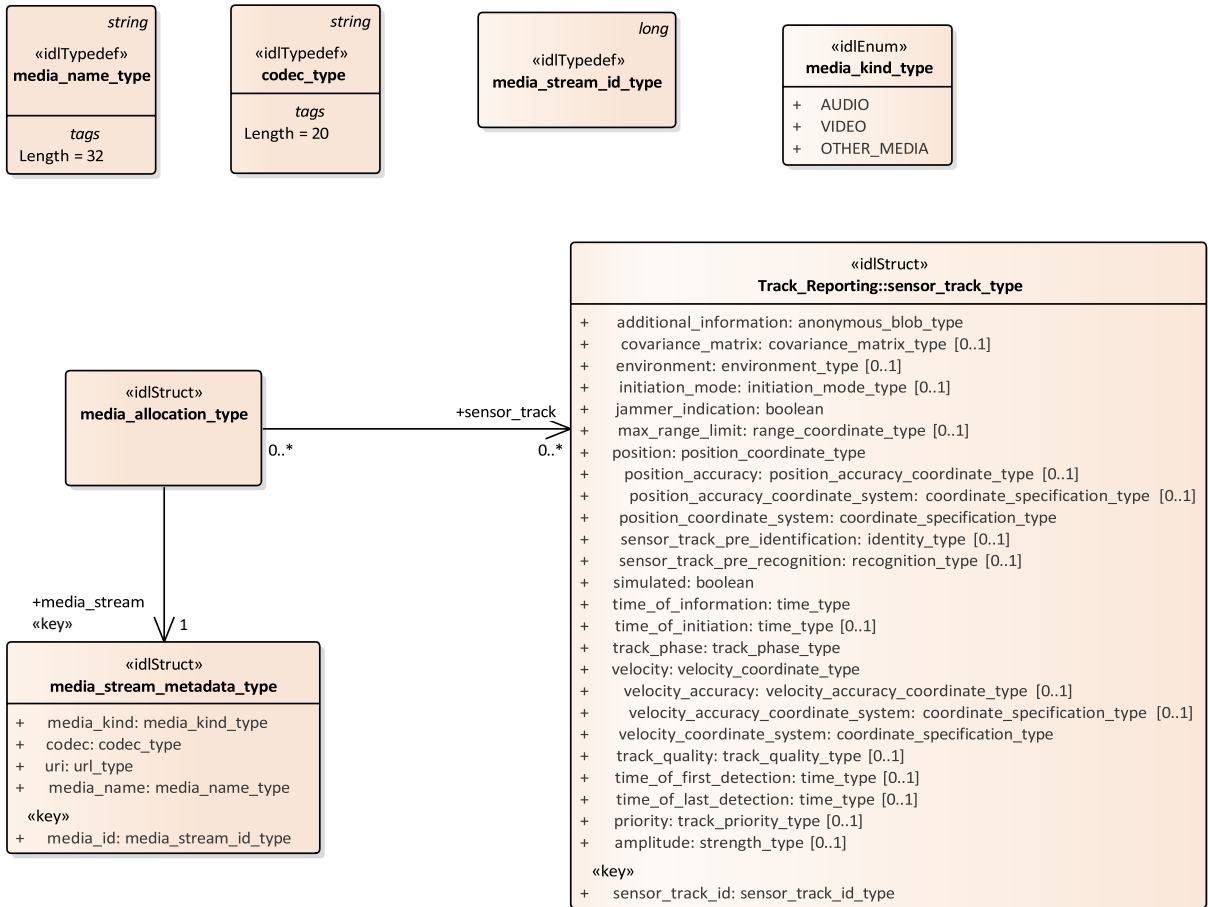 string
«idlTypedef»
media_name_type
tags
Length = 32
string
«idlTypedef»
codec_type
tags
Length = 20
long
«idlTypedef»
media_stream_id_type
«idlEnum»
media_kind_type
+ AUDIO
+ VIDEO
+ OTHER_MEDIA
«idlStruct»
media_allocation_type
+sensor_track
0..*
0..*
+media_stream
«key»
1
«idlStruct»
media_stream_metadata_type
+ media_kind: media_kind_type
+ codec: codec_type
+ uri: url_type
+ media_name: media_name_type
«key»
+ media_id: media_stream_id_type
«idlStruct»
Track_Reporting::sensor_track_type
+ additional_information: anonymous_blob_type
+ covariance_matrix: covariance_matrix_type [0..1]
+ environment: environment_type [0..1]
+ initiation_mode: initiation_mode_type [0..1]
+ jammer_indication: boolean
+ max_range_limit: range_coordinate_type [0..1]
+ position: position_coordinate_type
+ position_accuracy: position_accuracy_coordinate_type [0..1]
+ position_accuracy_coordinate_system: coordinate_specification_type [0..1]
+ position_coordinate_system: coordinate_specification_type
+ sensor_track_pre_identification: identity_type [0..1]
+ sensor_track_pre_recognition: recognition_type [0..1]
+ simulated: boolean
+ time_of_information: time_type
+ time_of_initiation: time_type [0..1]
+ track_phase: track_phase_type
+ velocity: velocity_coordinate_type
+ velocity_accuracy: velocity_accuracy_coordinate_type [0..1]
+ velocity_accuracy_coordinate_system: coordinate_specification_type [0..1]
+ velocity_coordinate_system: coordinate_specification_type
+ track_quality: track_quality_type [0..1]
+ time_of_first_detection: time_type [0..1]
+ time_of_last_detection: time_type [0..1]
+ priority: track_priority_type [0..1]
+ amplitude: strength_type [0..1]
«key»
+ sensor_track_id: sensor_track_id_type